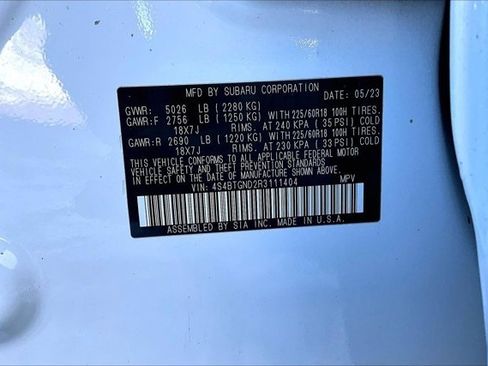 MFD BY SUBARU CORPORATION DATE: 05/23
GVWR: 5026 LB ( 2280 KG)
GAWR:F 2756 LB ( 1250 KG) WITH 225/60R18 100H TIRES.
18X7J RIMS. AT 240 KPA ( 35 PSI) COLD
GAWR:R 2690 LB ( 1220 KG) WITH 225/60R18 100H TIRES.
18X7J RIMS. AT 230 KPA ( 33 PSI) COLD
THIS VEHICLE CONFORMS TO ALL APPLICABLE FEDERAL MOTOR
VEHICLE SAFETY AND THEFT PREVENTION STANDARDS IN EFFECT
ON THE DATE OF MANUFACTURE SHOWN ABOVE.
VIN: 4S4BTGND2R3111404 MPV
ASSEMBLED BY SIA INC. MADE IN U.S.A.